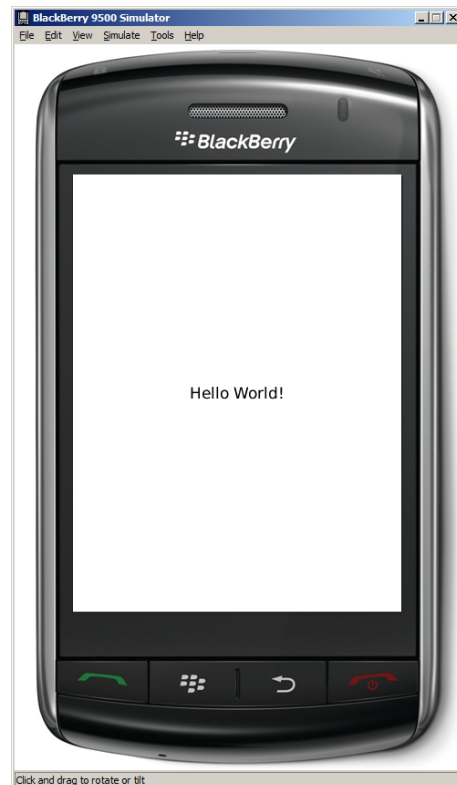 BlackBerry 9500 Simulator
File Edit View Simulate Tools Help
BlackBerry
Hello World!
Click and drag to rotate or tilt